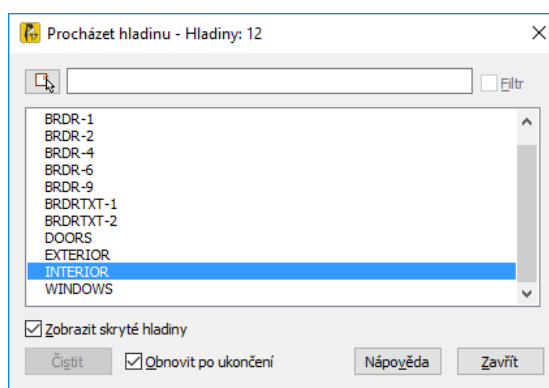 Procházet hladinu - Hladiny: 12
Filtr
BRDR-1
BRDR-2
BRDR-4
BRDR-6
BRDR-9
BRDRTXT-1
BRDRTXT-2
DOORS
EXTERIOR
INTERIOR
WINDOWS
Zobrazit skryté hladiny
Čistit Obnovit po ukončení Nápověda Zavřít